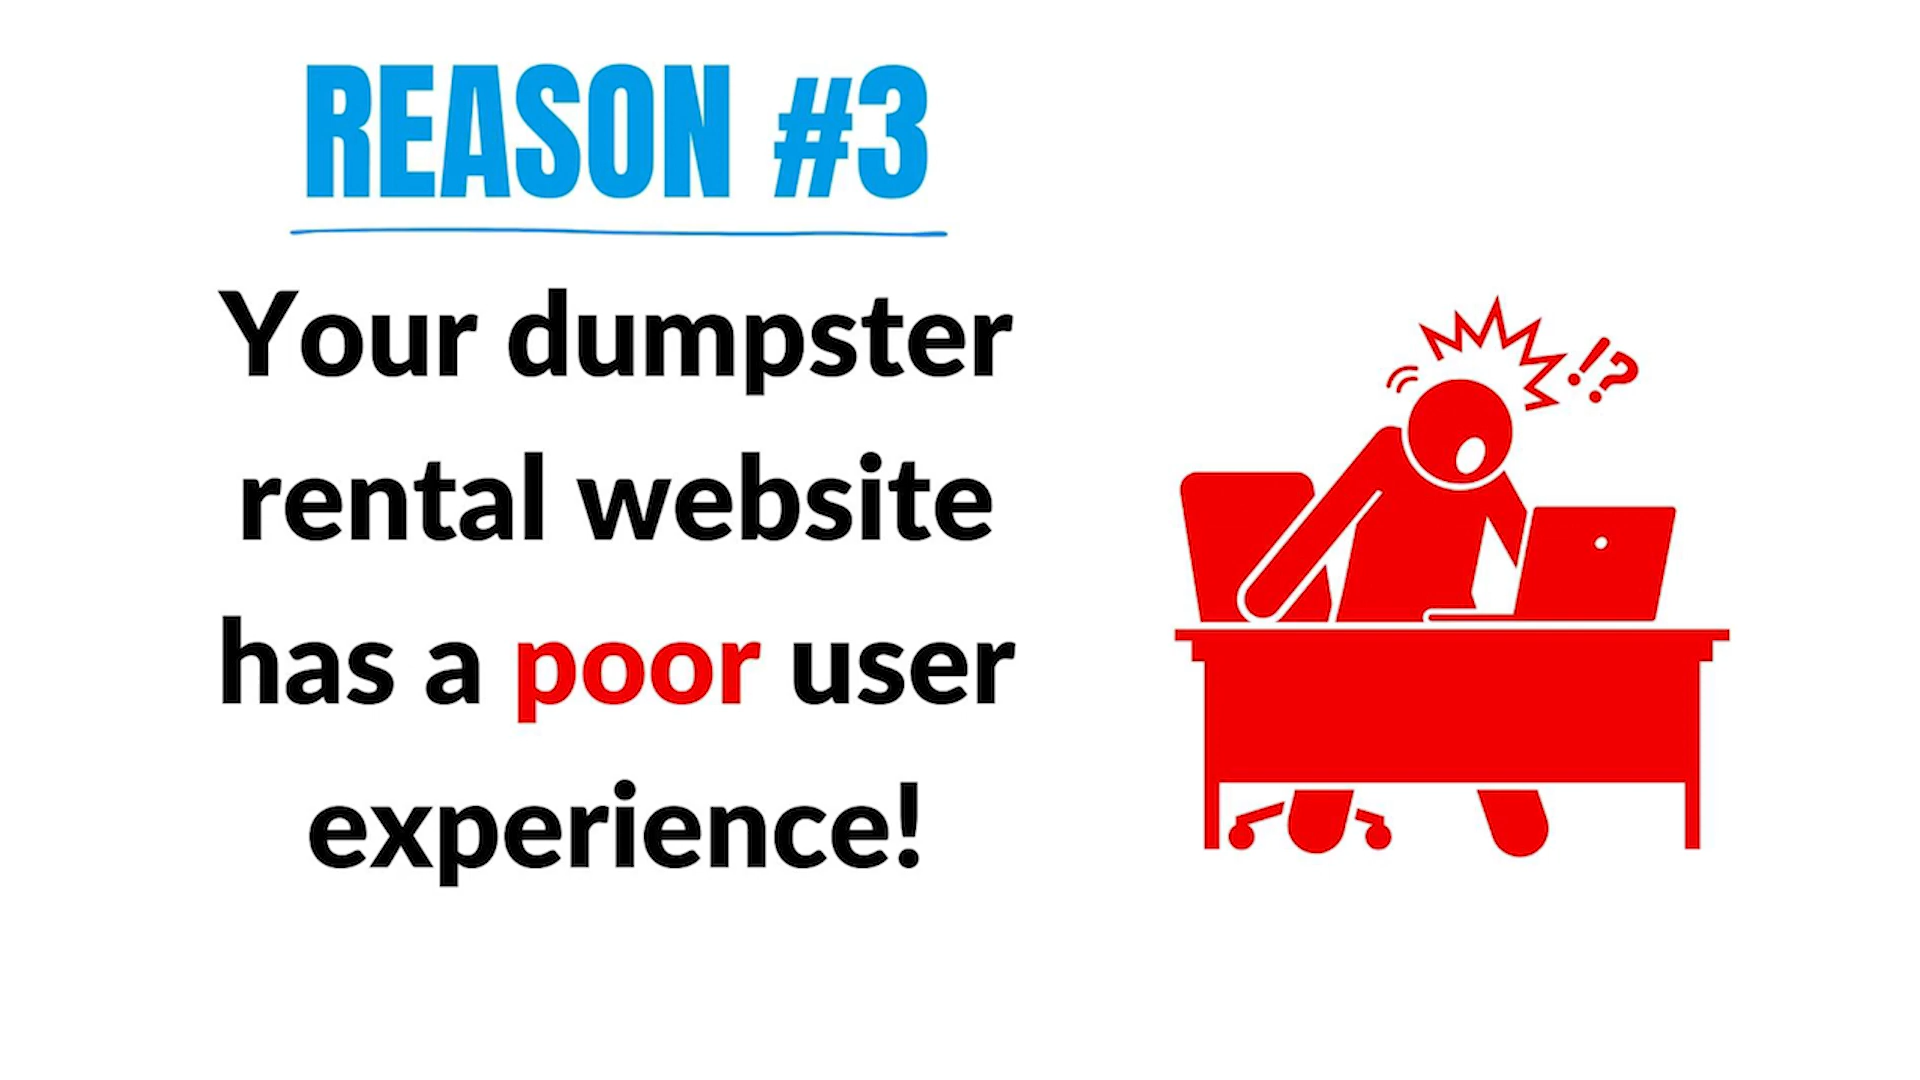 REASON #3
Your dumpster
rental website
has a poor user
experience!
!?